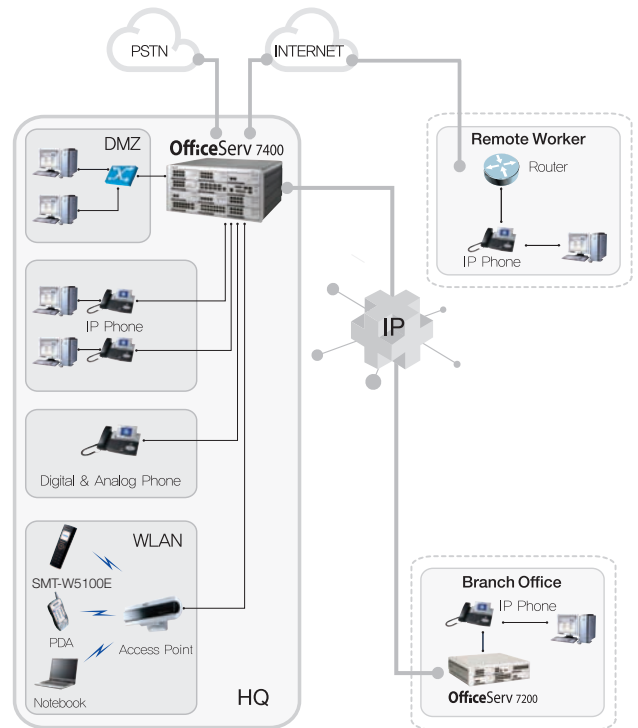 PSTN
INTERNET
DMZ
OfficeServ 7400
IP Phone
Digital & Analog Phone
WLAN
SMT-W5100E
PDA
Access Point
Notebook
HQ
IP
Remote Worker
Router
IP Phone
Branch Office
IP Phone
OfficeServ 7200